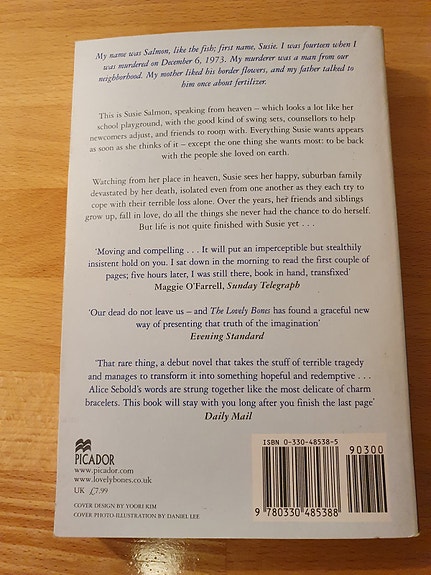 My name was Salmon, like the fish; first name, Susie. I was fourteen when I
was murdered on December 6, 1973. My murderer was a man from our
neighborhood. My mother liked his border flowers, and my father talked to
him once about fertilizer.
This is Susie Salmon, speaking from heaven – which looks a lot like her
school playground, with the good kind of swing sets, counsellors to help
newcomers adjust, and friends to room with. Everything Susie wants appears
as soon as she thinks of it – except the one thing she wants most: to be back
with the people she loved on earth.
Watching from her place in heaven, Susie sees her happy, suburban family
devastated by her death, isolated even from one another as they each try to
cope with their terrible loss alone. Over the years, her friends and siblings
grow up, fall in love, do all the things she never had the chance to do herself.
But life is not quite finished with Susie yet . . .
‘Moving and compelling . . . It will put an imperceptible but stealthily
insistent hold on you. I sat down in the morning to read the first couple of
pages; five hours later, I was still there, book in hand, transfixed’
Maggie O’Farrell, Sunday Telegraph
‘Our dead do not leave us – and The Lovely Bones has found a graceful new
way of presenting that truth of the imagination’
Evening Standard
‘That rare thing, a debut novel that takes the stuff of terrible tragedy
and manages to transform it into something hopeful and redemptive . . .
Alice Sebold’s words are strung together like the most delicate of charm
bracelets. This book will stay with you long after you finish the last page’
Daily Mail
PICADOR
www.picador.com
www.lovelybones.co.uk
UK £7.99
COVER DESIGN BY YOORI KIM
COVER PHOTO-ILLUSTRATION BY DANIEL LEE
ISBN 0-330-48538-5
90300
9 780330 485388